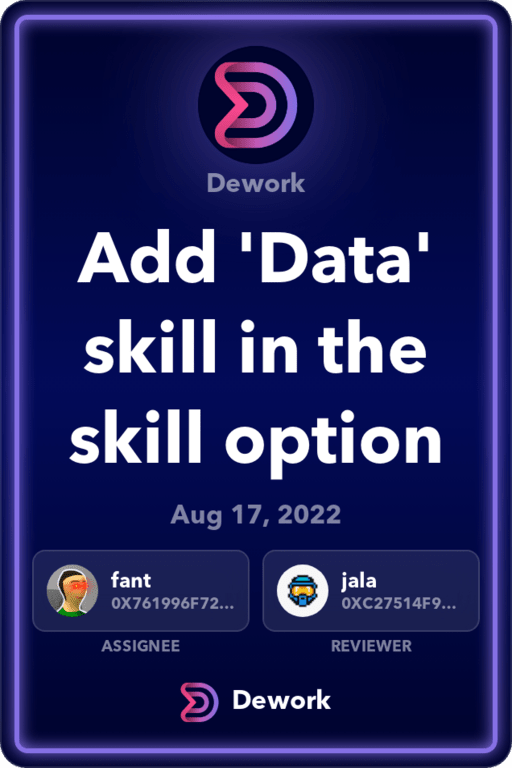 Dework
Add 'Data'
skill in the
skill option
Aug 17, 2022
fant
0X761996F72...
jala
0XC27514F9...
ASSIGNEE
REVIEWER
Dework